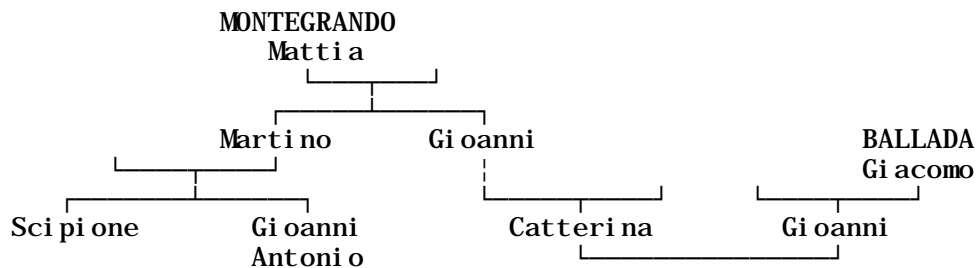 MONTEGRANDO
Mattia
Martino Gioanni BALLADA
Giacomo
Scipione Gioanni Catterina Gioanni
Antonio